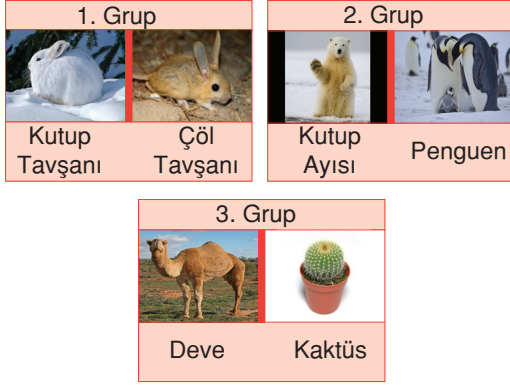 1. Grup
Kutup Tavşanı
Çöl Tavşanı
2. Grup
Kutup Ayısı
Penguen
3. Grup
Deve
Kaktüs